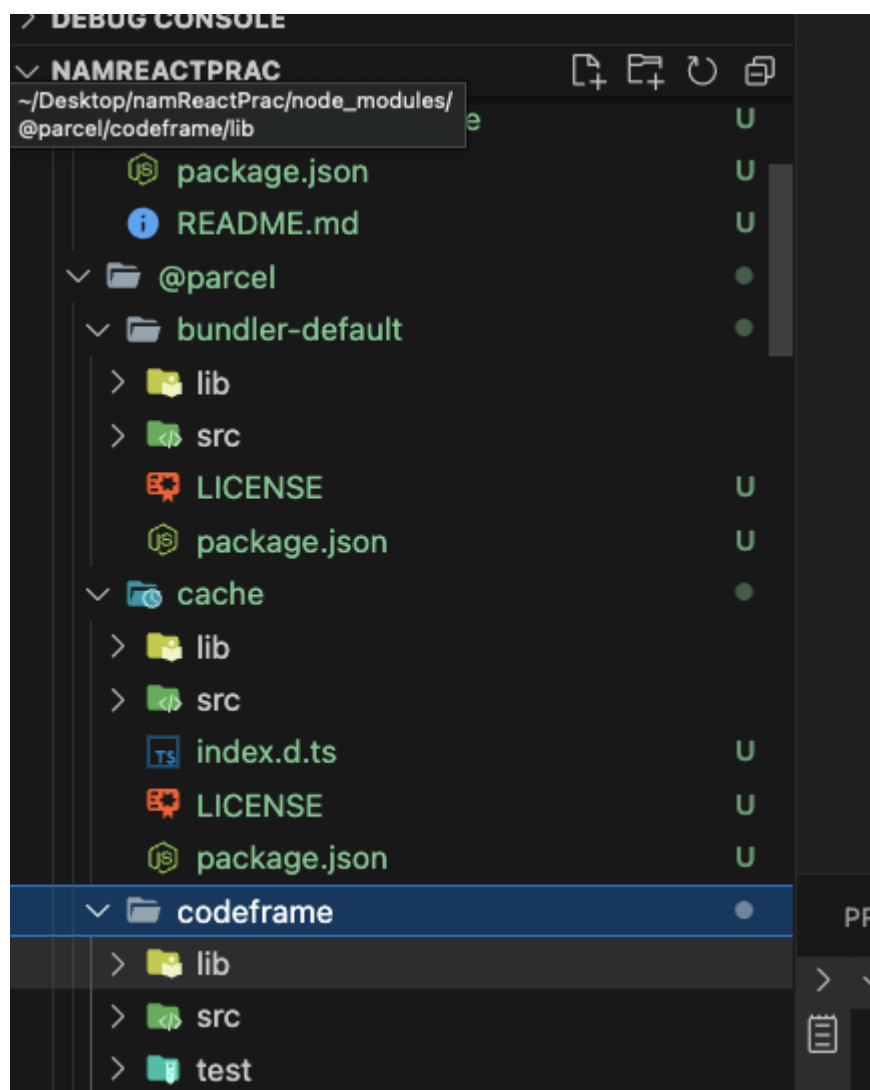 DEBUG CONSOLE
NAMREACTPRAC
~/Desktop/namReactPrac/node_modules/
@parcel/codeframe/lib
U
package.json U
README.md U
@parcel
bundler-default
lib
src
LICENSE U
package.json U
cache
lib
src
index.d.ts U
LICENSE U
package.json U
codeframe
lib
src
test